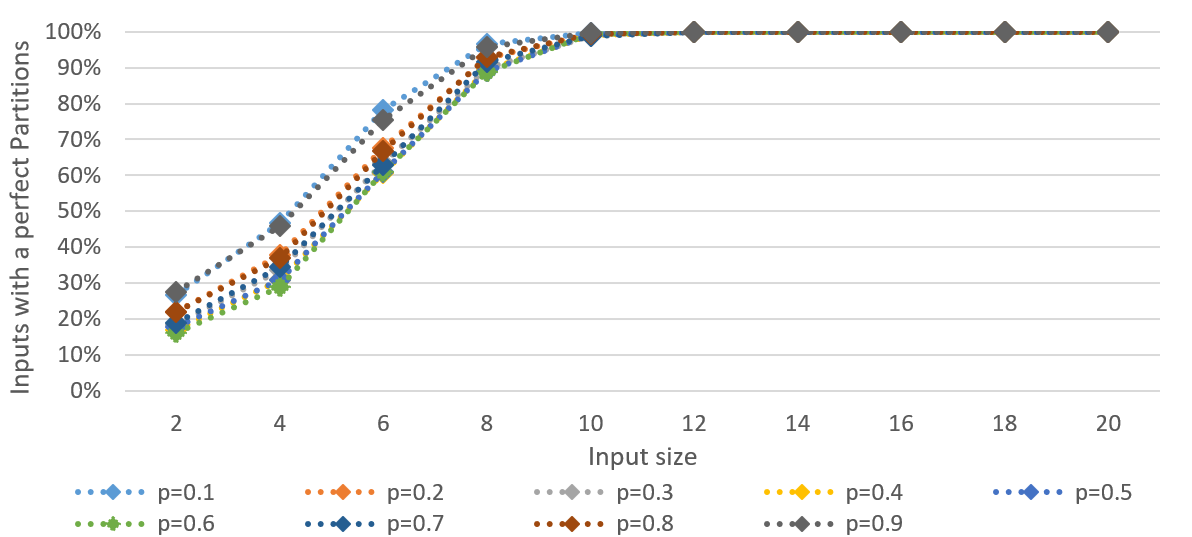 Inputs with a perfect Partitions
100%
90%
80%
70%
60%
50%
40%
30%
20%
10%
0%
2 4 6 8 10 12 14 16 18 20
Input size
p=0.1 p=0.2 p=0.3 p=0.4 p=0.5
p=0.6 p=0.7 p=0.8 p=0.9